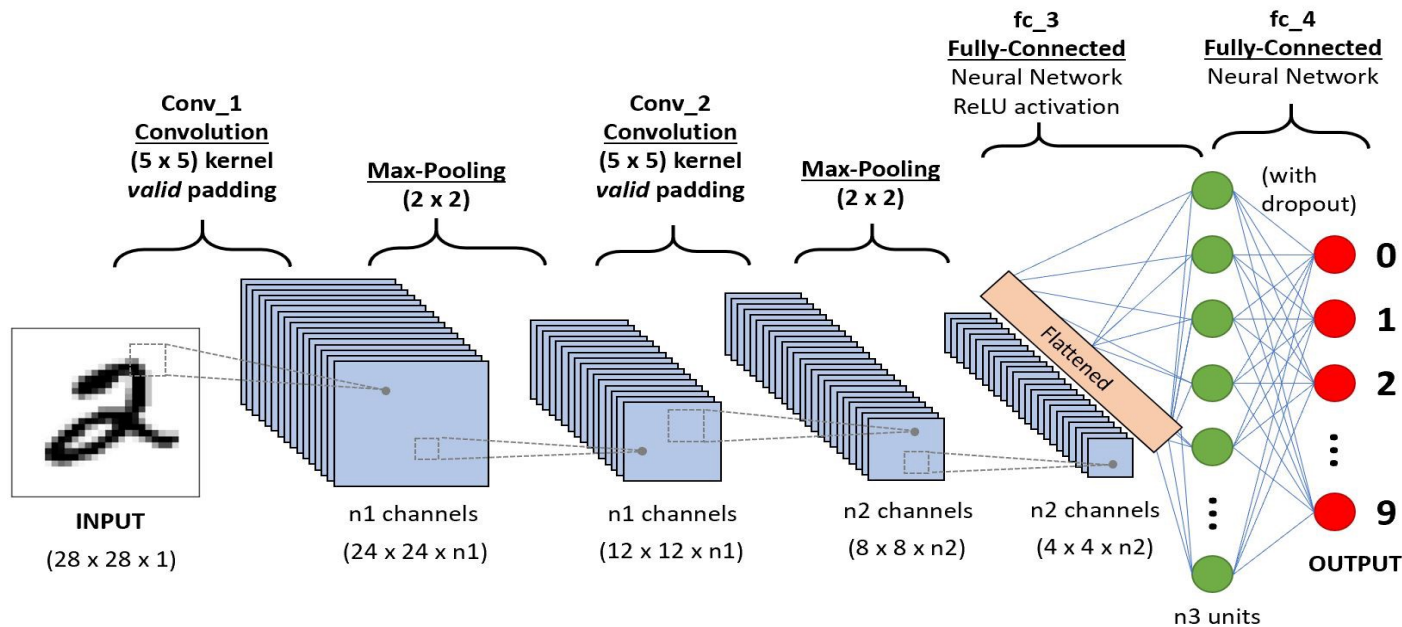 fc_3
Fully-Connected
Neural Network
ReLU activation
fc_4
Fully-Connected
Neural Network
Conv_1
Convolution
(5 x 5) kernel
valid padding
Max-Pooling
(2 x 2)
Conv_2
Convolution
(5 x 5) kernel
valid padding
Max-Pooling
(2 x 2)
(with
dropout)
Flattened
0
1
2
...
9
...
2
INPUT
(28 x 28 x 1)
n1 channels
(24 x 24 x n1)
n1 channels
(12 x 12 x n1)
n2 channels
(8 x 8 x n2)
n2 channels
(4 x 4 x n2)
OUTPUT
n3 units